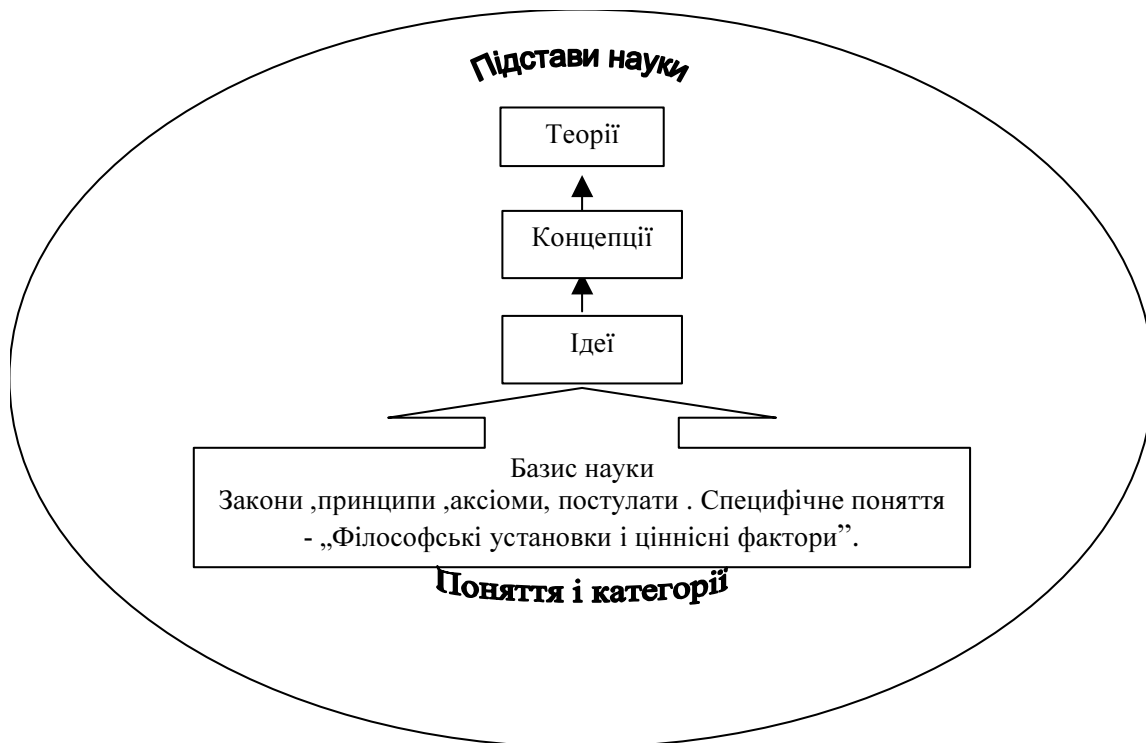 Підстави науки
Теорії
Концепції
Ідеї
Базис науки
Закони ,принципи ,аксіоми, постулати . Специфічне поняття
- „Філософські установки і ціннісні фактори”.
Поняття і категорії